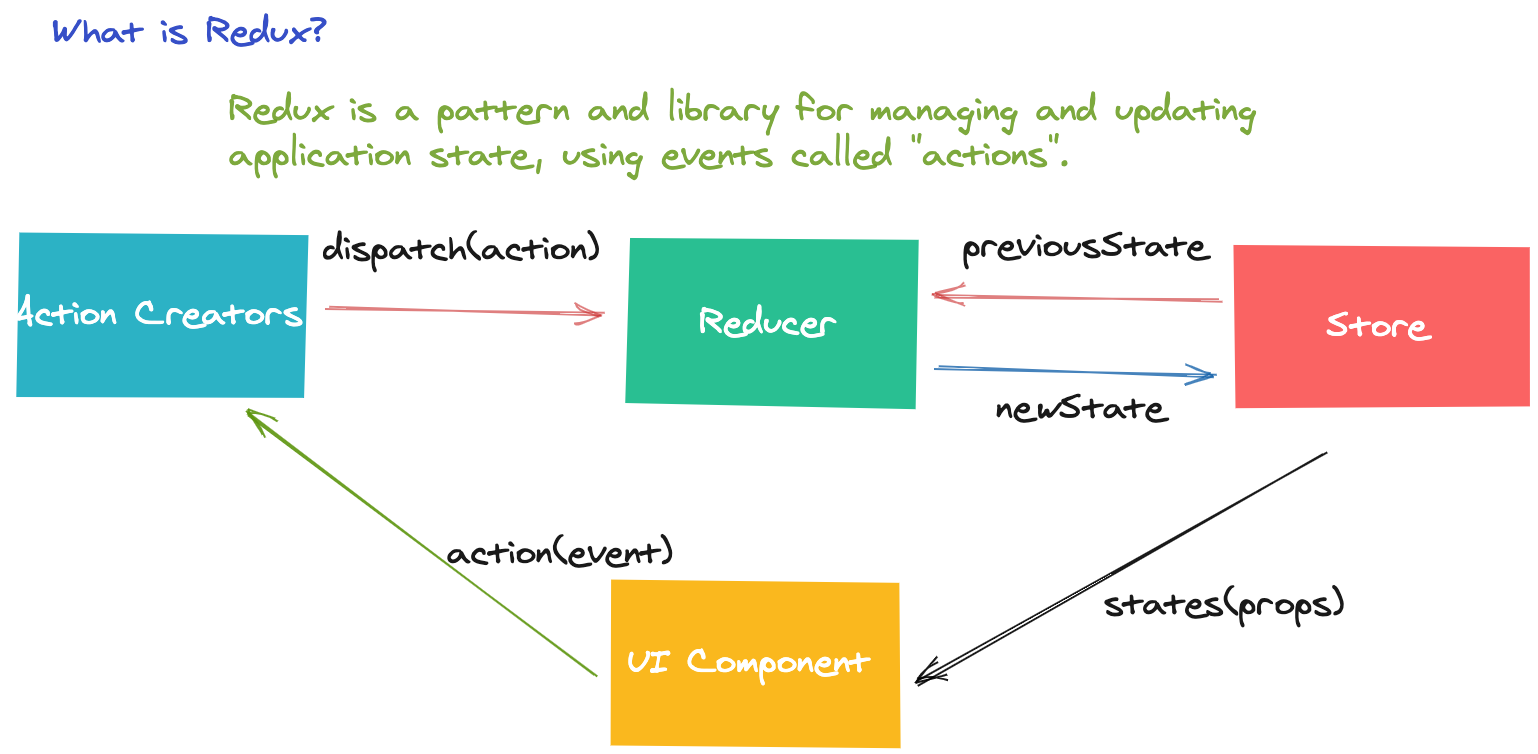 What is Redux?
Redux is a pattern and library for managing and updating
application state, using events called "actions".
dispatch(action)
previousState
Action Creators
Reducer
Store
newState
action(event)
states(props)
UI Component